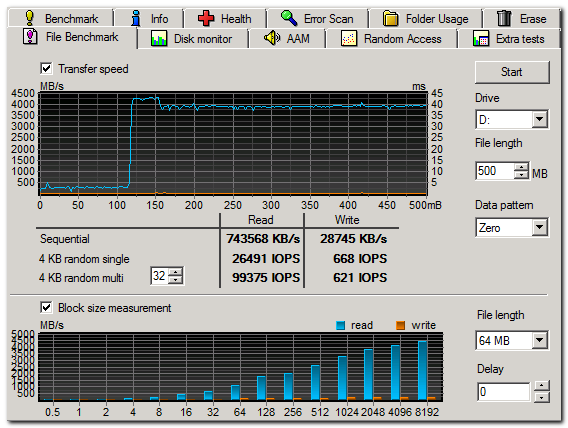 Benchmark Info Health Error Scan Folder Usage Erase
File Benchmark Disk monitor AAM Random Access Extra tests
Transfer speed
Start
MB/s ms
4500 45
4000 40
3500 35
3000 30
2500 25
2000 20
1500 15
1000 10
500 5
0 50 100 150 200 250 300 350 400 450 500mB
Drive
D:
File length
500 MB
Data pattern
Zero
Read Write
Sequential 743568 KB/s 28745 KB/s
4 KB random single 26491 IOPS 668 IOPS
4 KB random multi 32 99375 IOPS 621 IOPS
Block size measurement
MB/s read write
5000
4500
4000
3500
3000
2500
2000
1500
1000
500
0.5 1 2 4 8 16 32 64 128 256 512 1024 2048 4096 8192
File length
64 MB
Delay
0